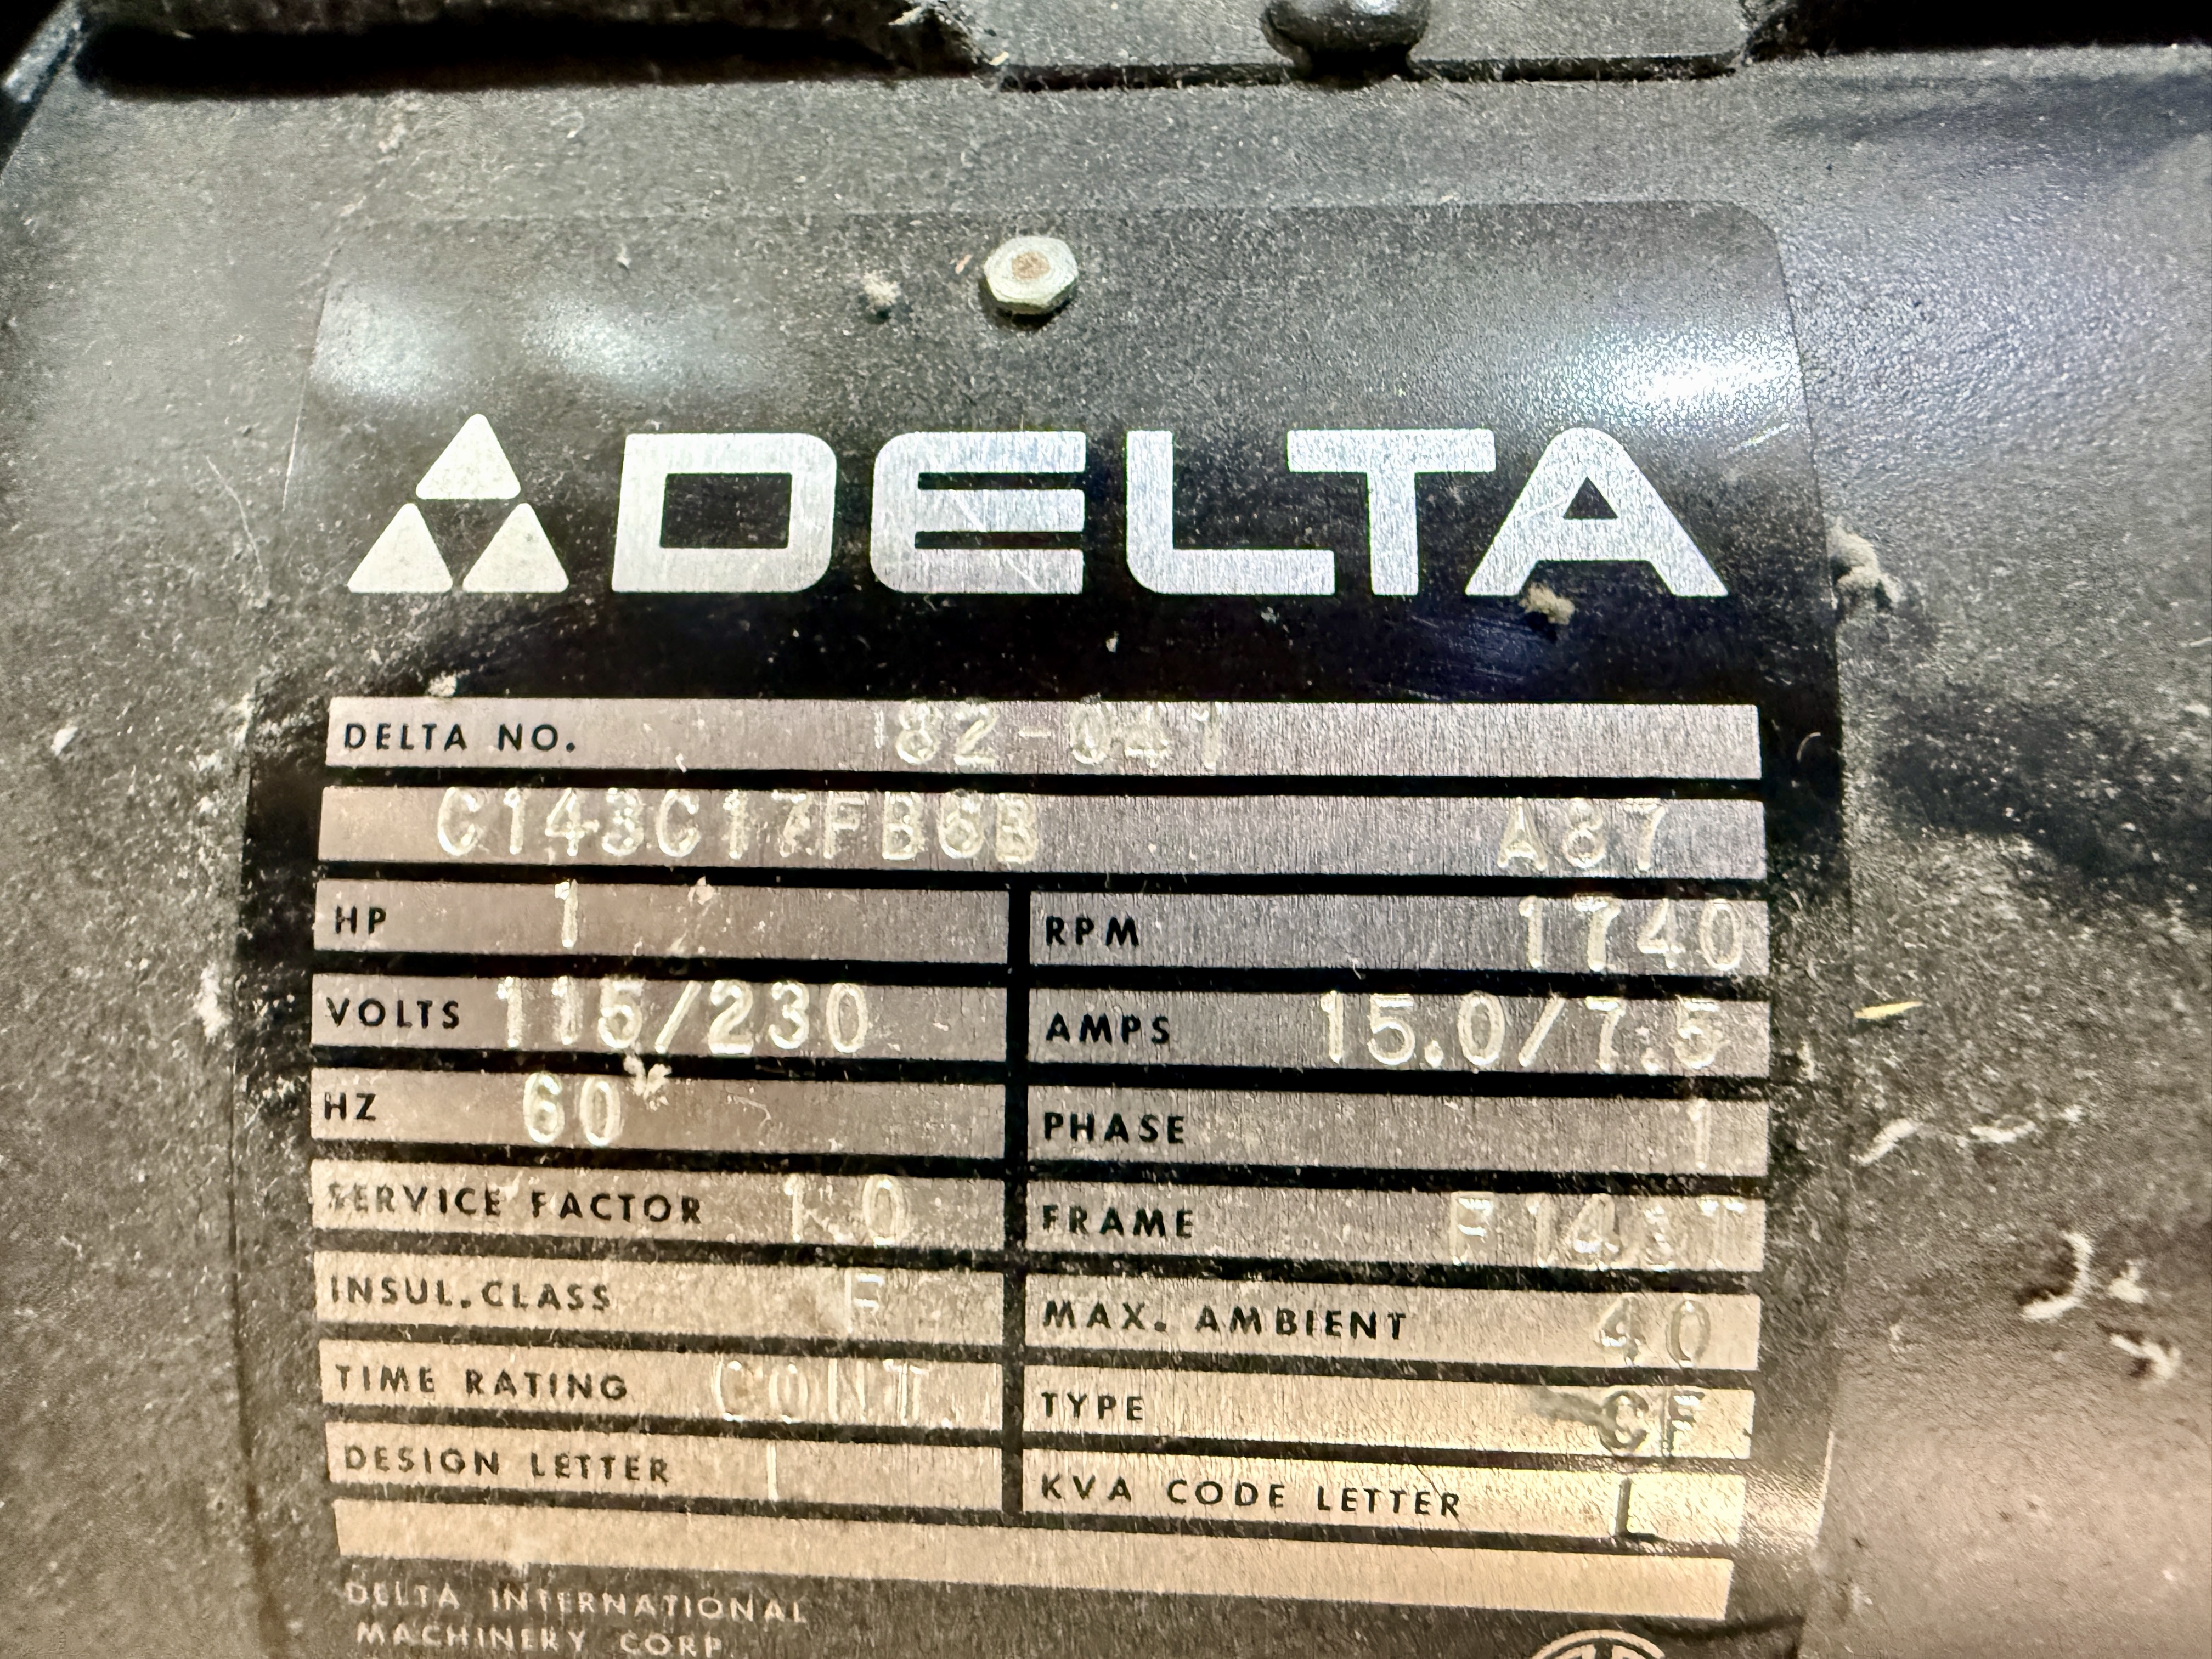 DELTA
DELTA NO. 82-041
C143C17FB6B A87
HP 1 RPM 1740
VOLTS 115/230 AMPS 15.0/7.5
HZ 60 PHASE 1
SERVICE FACTOR 1.0 FRAME
INSUL.CLASS MAX. AMBIENT 40
TIME RATING CONT. TYPE CF
DESIGN LETTER KVA CODE LETTER L
DELTA INTERNATIONAL
MACHINERY CORP.